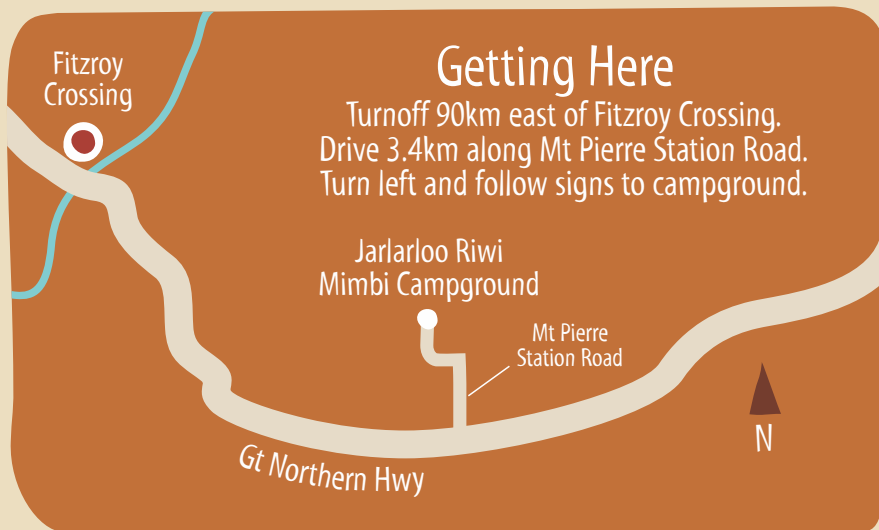 Fitzroy
Crossing
Getting Here
Turnoff 90km east of Fitzroy Crossing.
Drive 3.4km along Mt Pierre Station Road.
Turn left and follow signs to campground.
Jarlarloo Riwi
Mimbi Campground
Mt Pierre
Station Road
N
Gt Northern Hwy